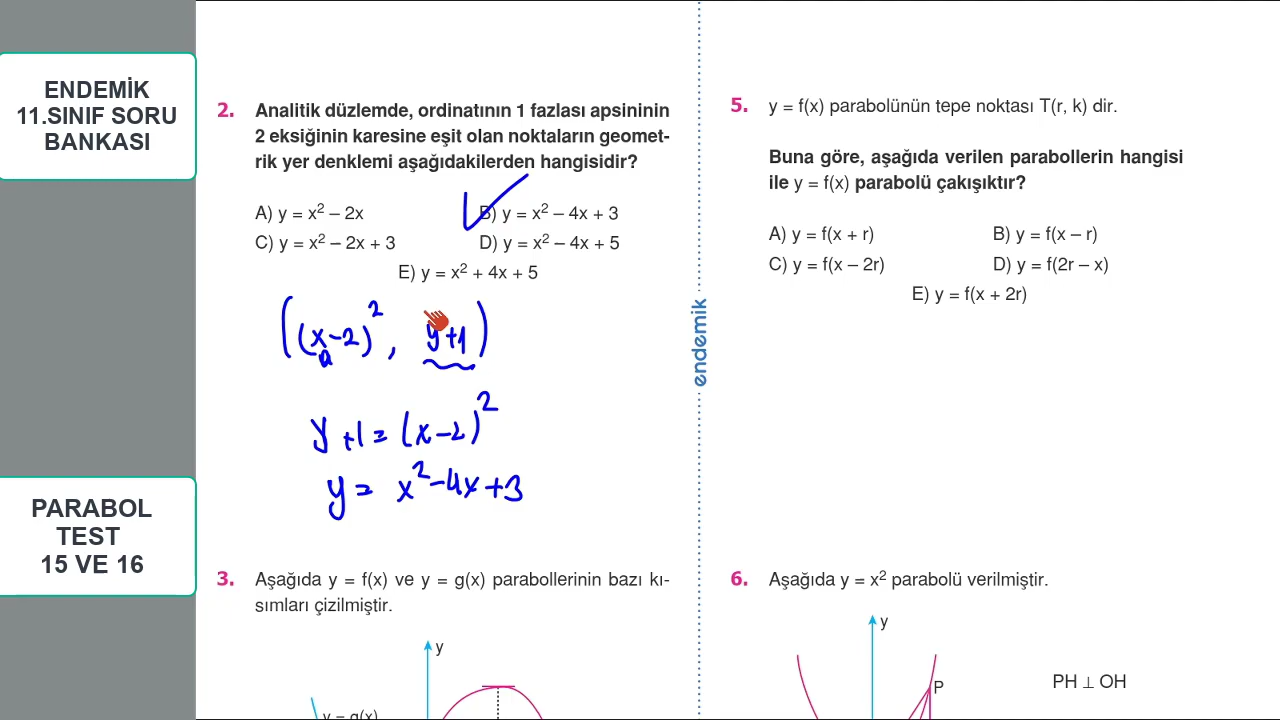 ENDEMİK
11.SINIF SORU
BANKASI
PARABOL
TEST
15 VE 16
2. Analitik düzlemde, ordinatının 1 fazlası apsininin
2 eksiğinin karesine eşit olan noktaların geomet-
rik yer denklemi aşağıdakilerden hangisidir?
A) y = x² – 2x
B) y = x² – 4x + 3
C) y = x² – 2x + 3
D) y = x² – 4x + 5
E) y = x² + 4x + 5
((x-2)², y+1)
y+1 = (x-2)²
y = x²-4x+3
3. Aşağıda y = f(x) ve y = g(x) parabollerinin bazı kı-
sımları çizilmiştir.
y
y = g(x)
endemik
5. y = f(x) parabolünün tepe noktası T(r, k) dir.
Buna göre, aşağıda verilen parabollerin hangisi
ile y = f(x) parabolü çakışıktır?
A) y = f(x + r)
B) y = f(x – r)
C) y = f(x – 2r)
D) y = f(2r – x)
E) y = f(x + 2r)
6. Aşağıda y = x² parabolü verilmiştir.
y
P
PH ⊥ OH